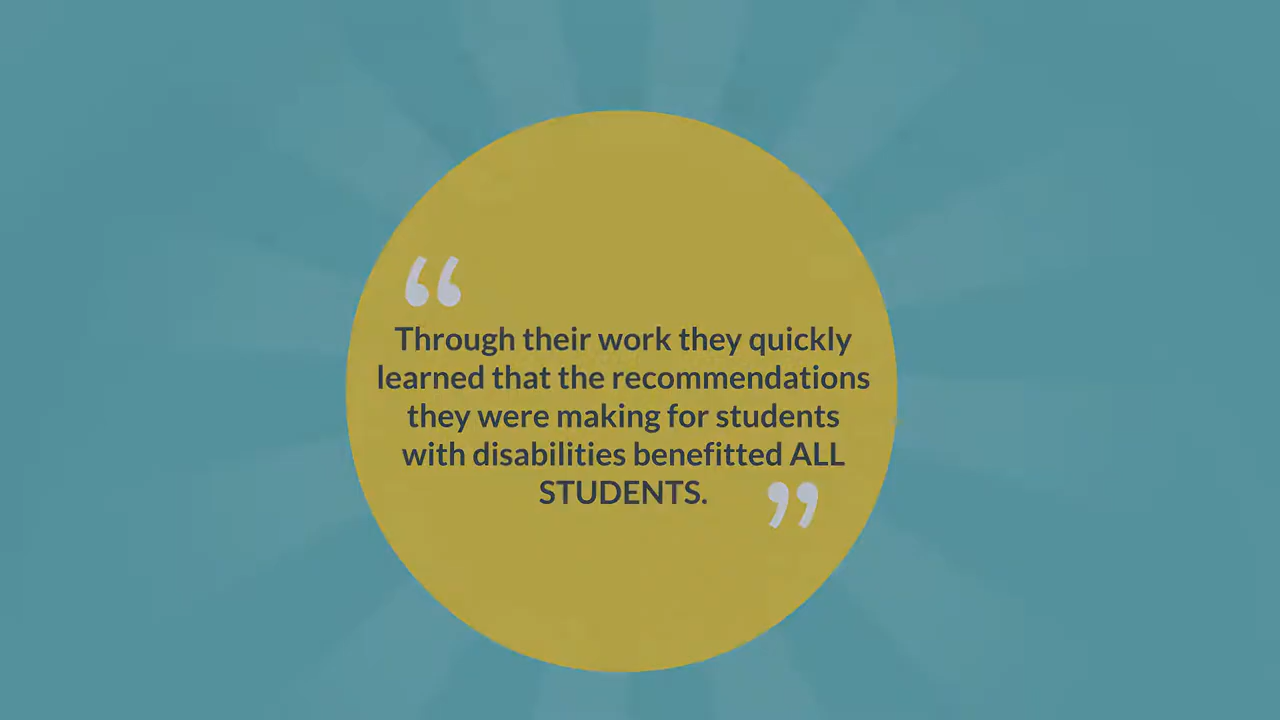 “
Through their work they quickly
learned that the recommendations
they were making for students
with disabilities benefitted ALL
STUDENTS. ”